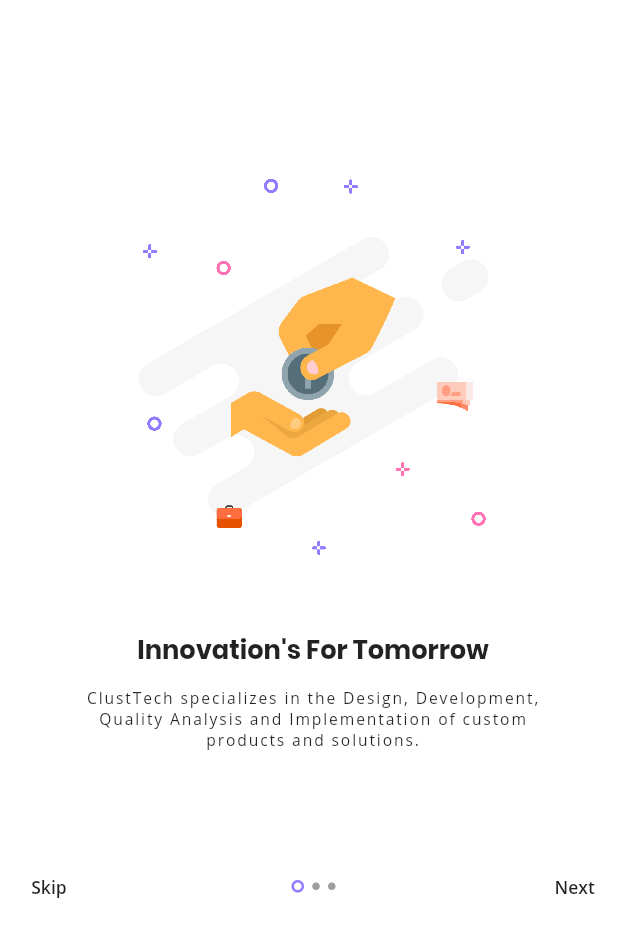 Innovation's For Tomorrow
ClustTech specializes in the Design, Development,
Quality Analysis and Implementation of custom
products and solutions.
Skip
Next